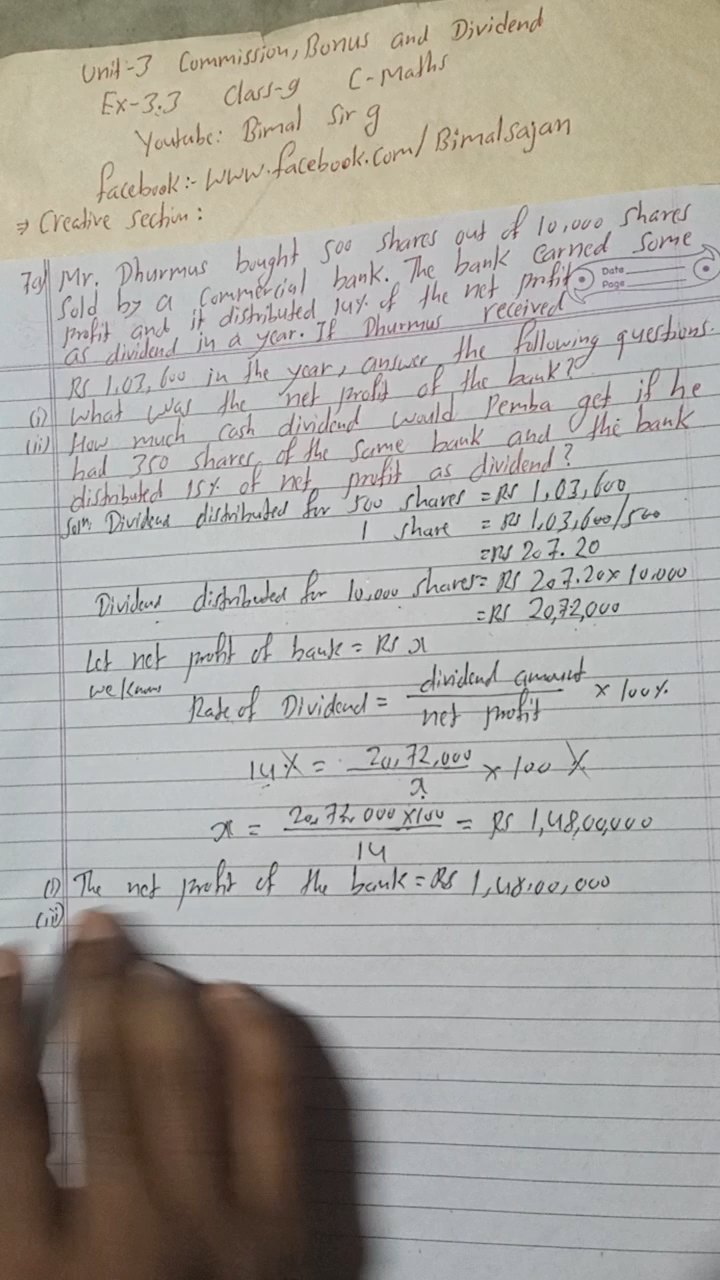 Unit-3 Commission, Bonus and Dividend
Ex-3.3 Class-9 C-Maths
Youtube: Bimal Sir g
facebook:- www.facebook.com/Bimalsajan
⇒ Creative section:
7a) Mr. Dhurmus bought 500 shares out of 10,000 shares
sold by a commercial bank. The bank earned some
profit and it distributed 14% of the net profit
Date
Page
as dividend in a year. If Dhurmus received
RS 1,03,600 in the year, answer the following questions.
(i) What was the net profit of the bank?
(ii) How much cash dividend would Pemba get if he
had 350 shares of the same bank and the bank
distributed 15% of net profit as dividend?
Soln, Dividend distributed for 500 shares = RS 1,03,600
1 share = RS 1,03,600/500
= RS 207.20
Dividend distributed for 10,000 shares = RS 207.20 × 10,000
= RS 20,72,000
Let net profit of bank = RS x
we know
Rate of Dividend = dividend amount / net profit × 100%
14% = 20,72,000 / x × 100%
x = 20,72,000×100 / 14 = RS 1,48,00,000
(i) The net profit of the bank = RS 1,48,00,000
(ii)